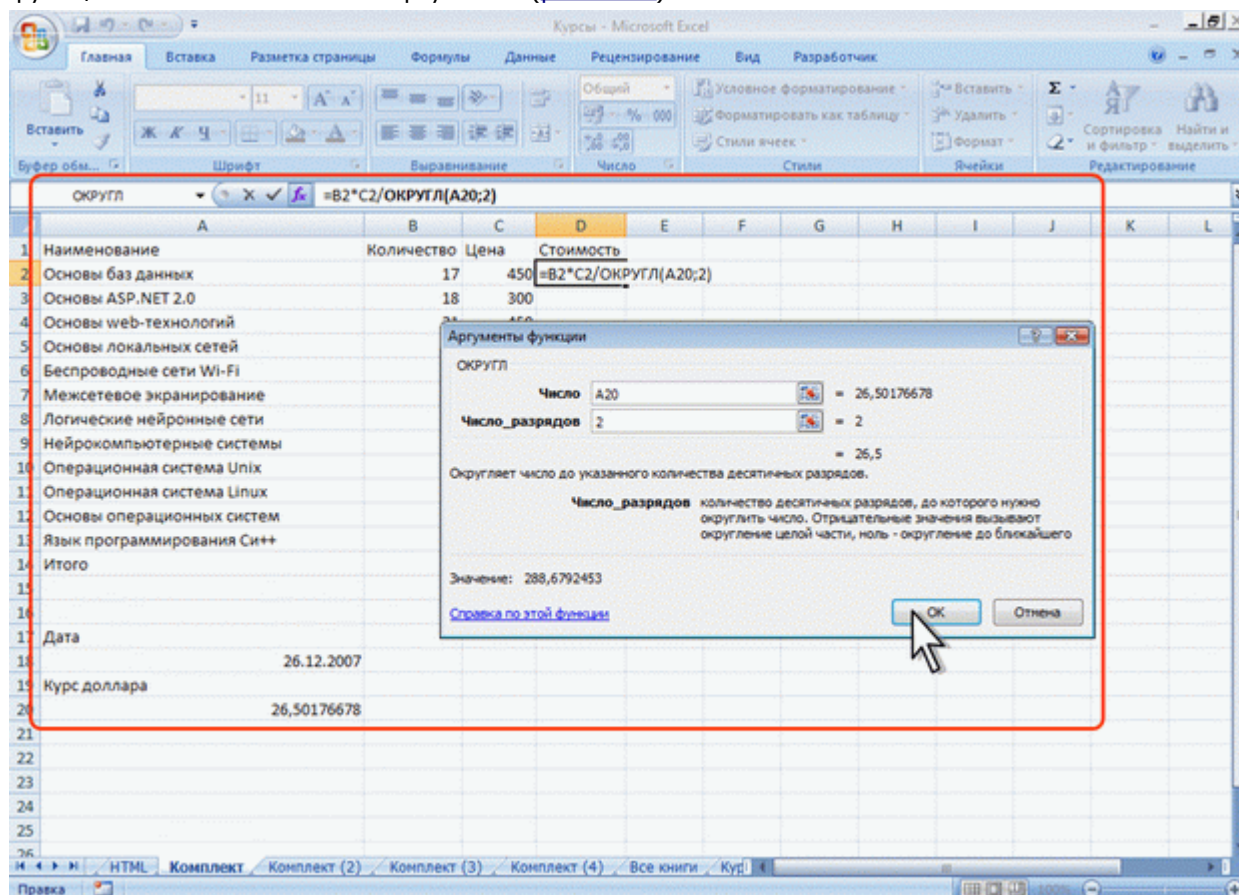 Курсы - Microsoft Excel
Главная Вставка Разметка страницы Формулы Данные Рецензирование Вид Разработчик
Вставить
11
Ж К Ч
Общий
% 000
Условное форматирование
Форматировать как таблицу
Стили ячеек
Вставить
Удалить
Формат
Σ
Сортировка и фильтр
Найти и выделить
Буфер обм... Шрифт Выравнивание Число Стили Ячейки Редактирование
ОКРУГЛ fx =B2*C2/ОКРУГЛ(A20;2)
A B C D E F G H I J K L
1 Наименование Количество Цена Стоимость
2 Основы баз данных 17 450 =B2*C2/ОКРУГЛ(A20;2)
3 Основы ASP.NET 2.0 18 300
4 Основы web-технологий
5 Основы локальных сетей
6 Беспроводные сети Wi-Fi
7 Межсетевое экранирование
8 Логические нейронные сети
9 Нейрокомпьютерные системы
10 Операционная система Unix
11 Операционная система Linux
12 Основы операционных систем
13 Язык программирования Си++
14 Итого
15
16
17 Дата
18 26.12.2007
19 Курс доллара
20 26,50176678
21
22
23
24
25
26
Аргументы функции
ОКРУГЛ
Число A20 = 26,50176678
Число_разрядов 2 = 2
= 26,5
Округляет число до указанного количества десятичных разрядов.
Число_разрядов количество десятичных разрядов, до которого нужно
округлить число. Отрицательные значения вызывают
округление целой части, ноль - округление до ближайшего
Значение: 288,6792453
Справка по этой функции
OK Отмена
HTML Комплект Комплект (2) Комплект (3) Комплект (4) Все книги
Правка 100%